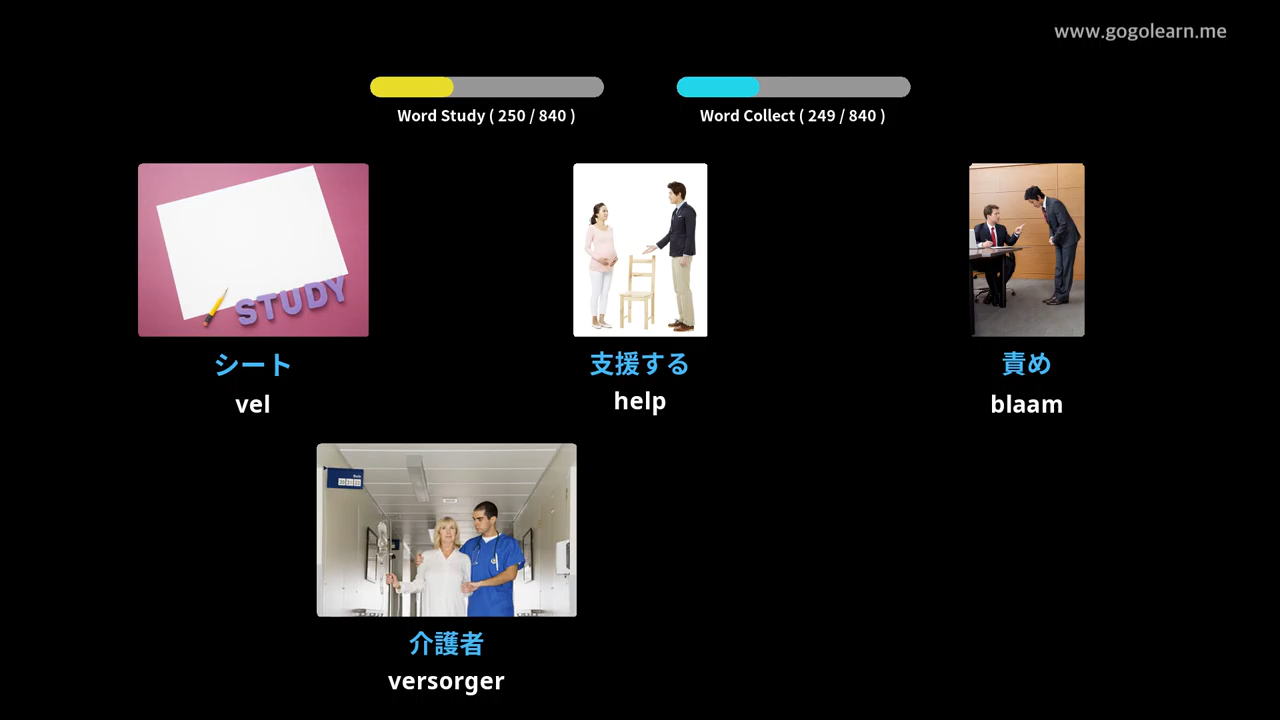 www.gogolearn.me
Word Study ( 250 / 840 )
Word Collect ( 249 / 840 )
STUDY
シート
vel
支援する
help
責め
blaam
介護者
versorger